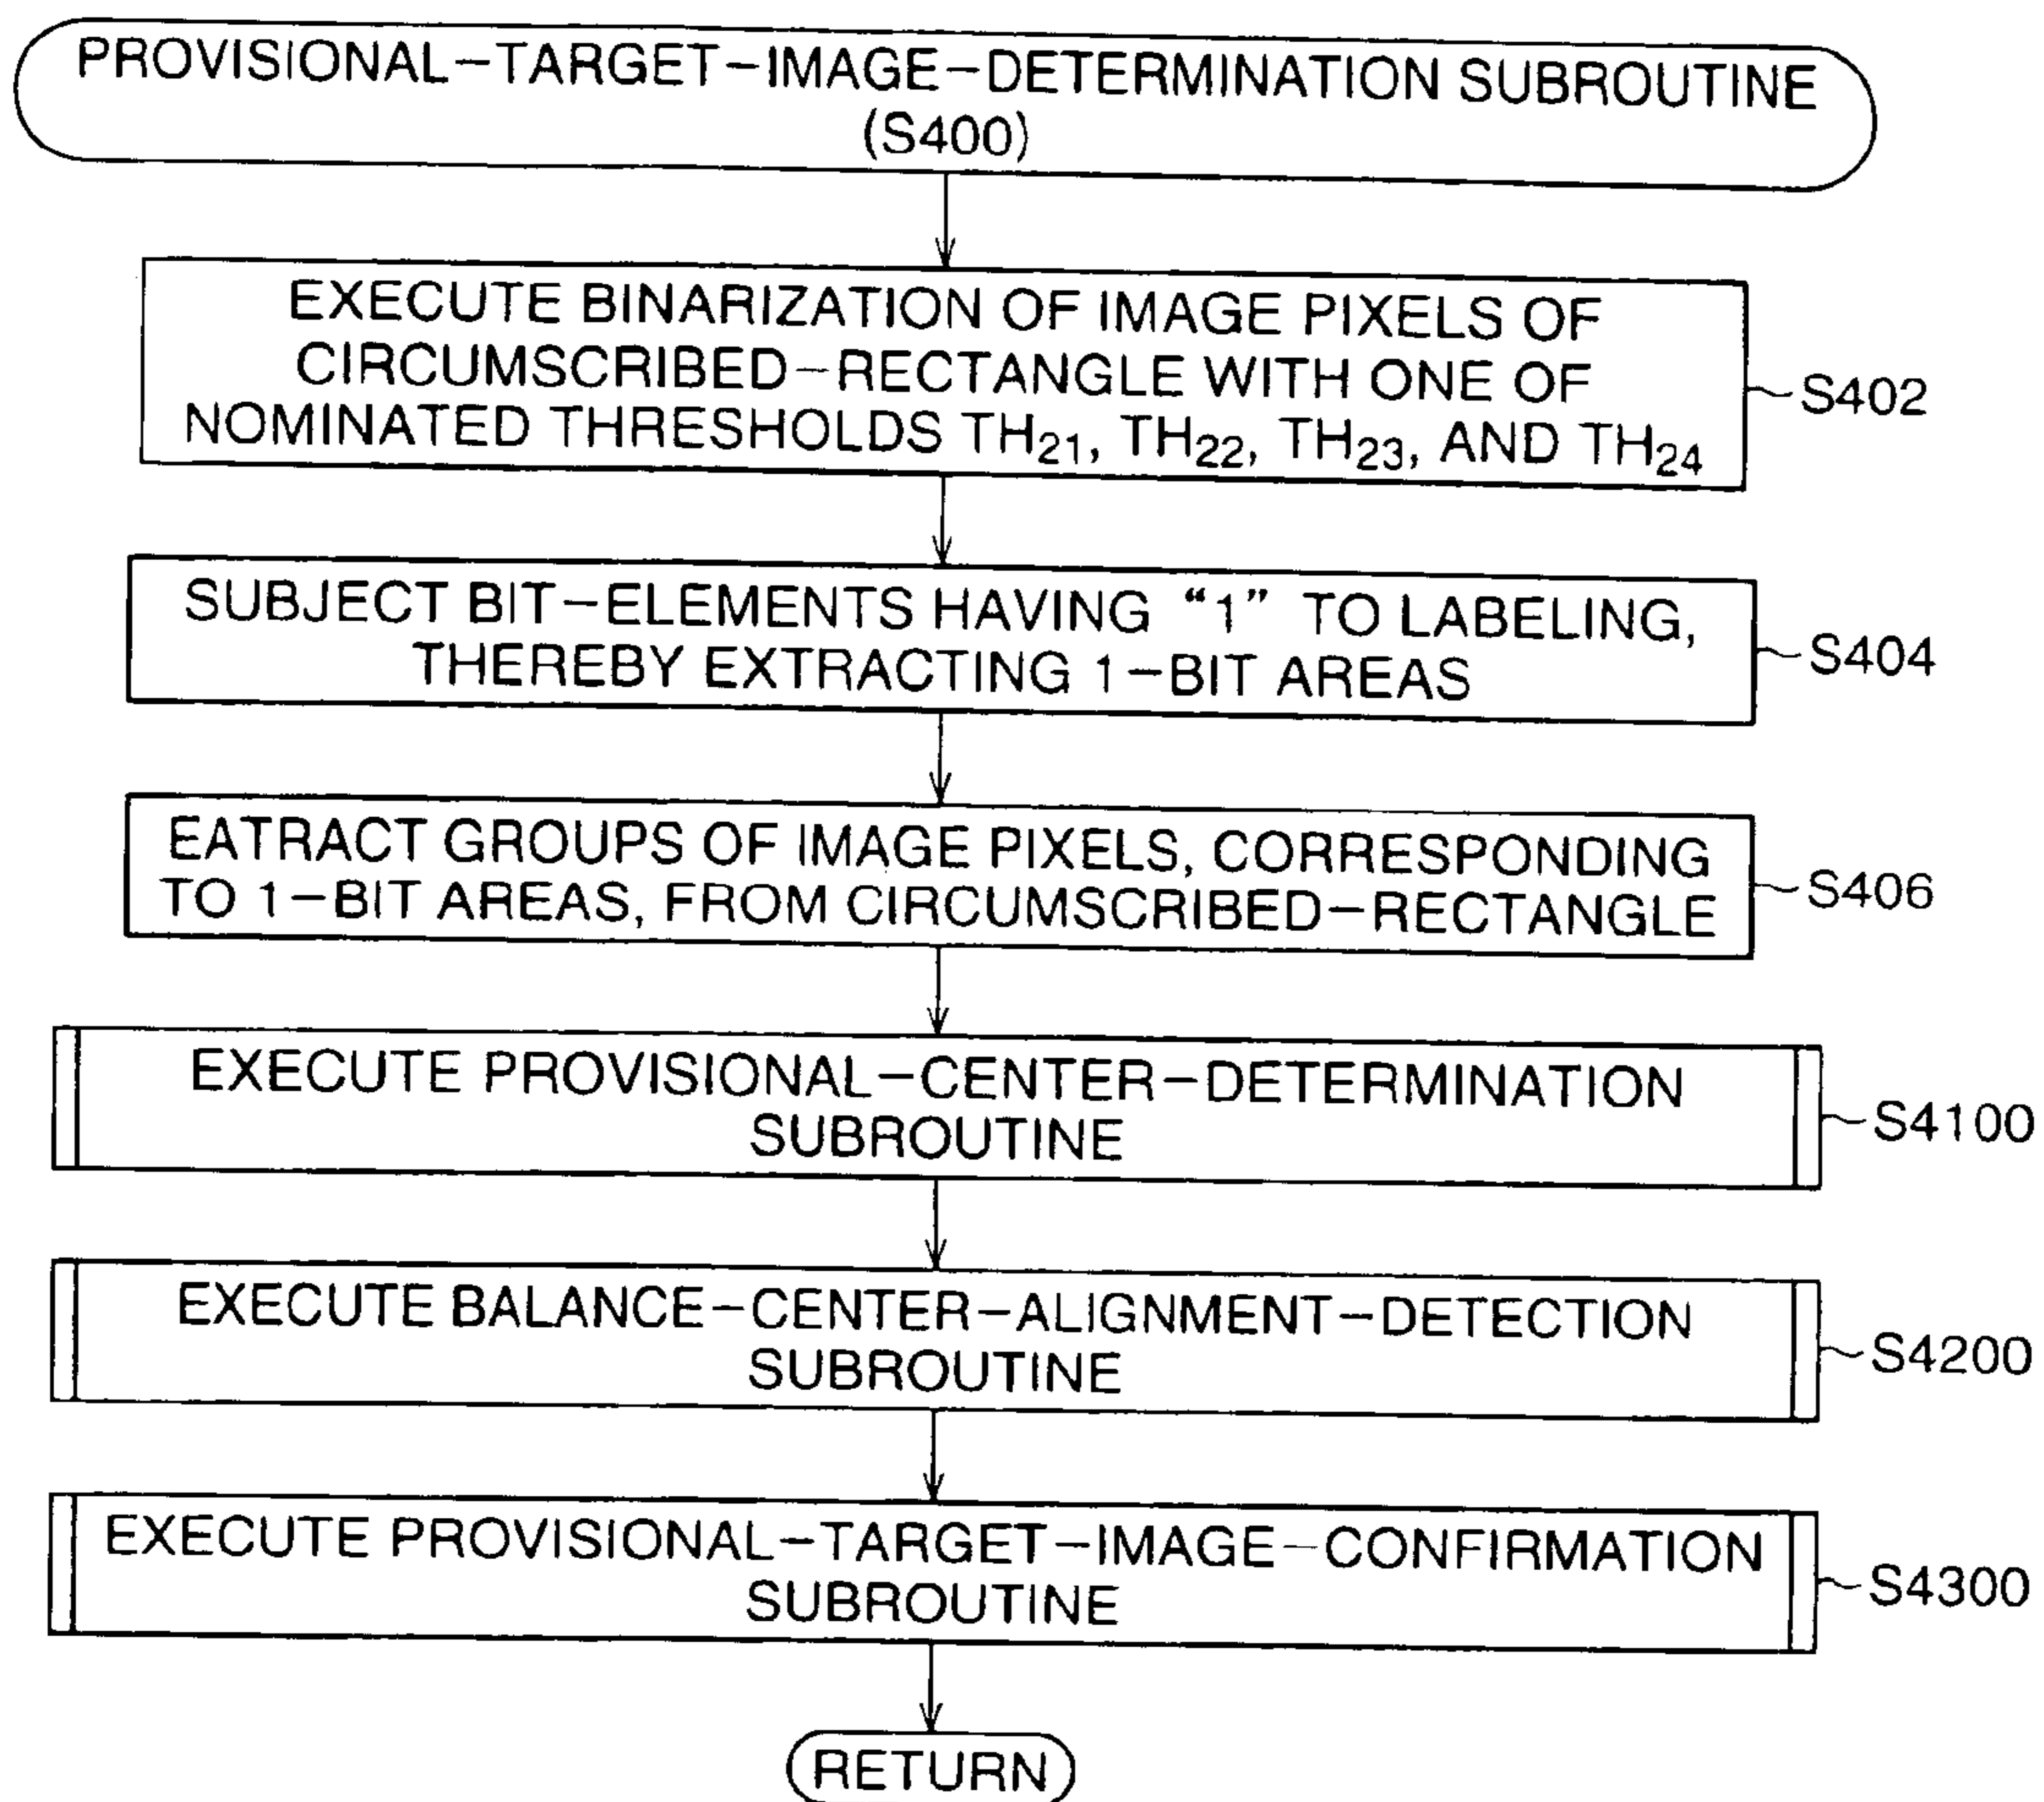 PROVISIONAL-TARGET-IMAGE-DETERMINATION SUBROUTINE
(S400)
EXECUTE BINARIZATION OF IMAGE PIXELS OF
CIRCUMSCRIBED-RECTANGLE WITH ONE OF
NOMINATED THRESHOLDS TH21, TH22, TH23, AND TH24
S402
SUBJECT BIT-ELEMENTS HAVING “1” TO LABELING,
THEREBY EXTRACTING 1-BIT AREAS
S404
EATRACT GROUPS OF IMAGE PIXELS, CORRESPONDING
TO 1-BIT AREAS, FROM CIRCUMSCRIBED-RECTANGLE
S406
EXECUTE PROVISIONAL-CENTER-DETERMINATION
SUBROUTINE
S4100
EXECUTE BALANCE-CENTER-ALIGNMENT-DETECTION
SUBROUTINE
S4200
EXECUTE PROVISIONAL-TARGET-IMAGE-CONFIRMATION
SUBROUTINE
S4300
RETURN